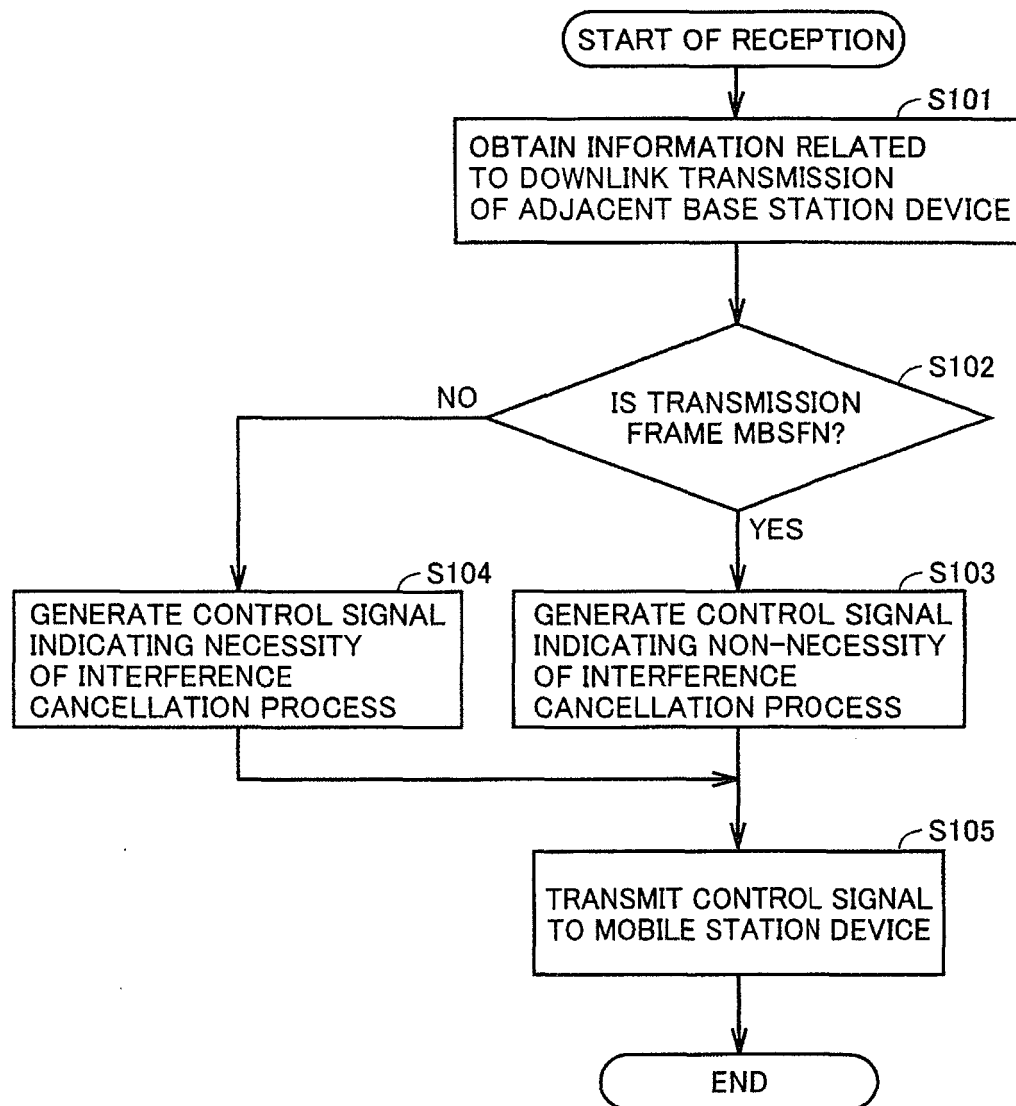 START OF RECEPTION
S101
OBTAIN INFORMATION RELATED
TO DOWNLINK TRANSMISSION
OF ADJACENT BASE STATION DEVICE
S102
IS TRANSMISSION
FRAME MBSFN?
NO
YES
S104
GENERATE CONTROL SIGNAL
INDICATING NECESSITY
OF INTERFERENCE
CANCELLATION PROCESS
S103
GENERATE CONTROL SIGNAL
INDICATING NON-NECESSITY
OF INTERFERENCE
CANCELLATION PROCESS
S105
TRANSMIT CONTROL SIGNAL
TO MOBILE STATION DEVICE
END